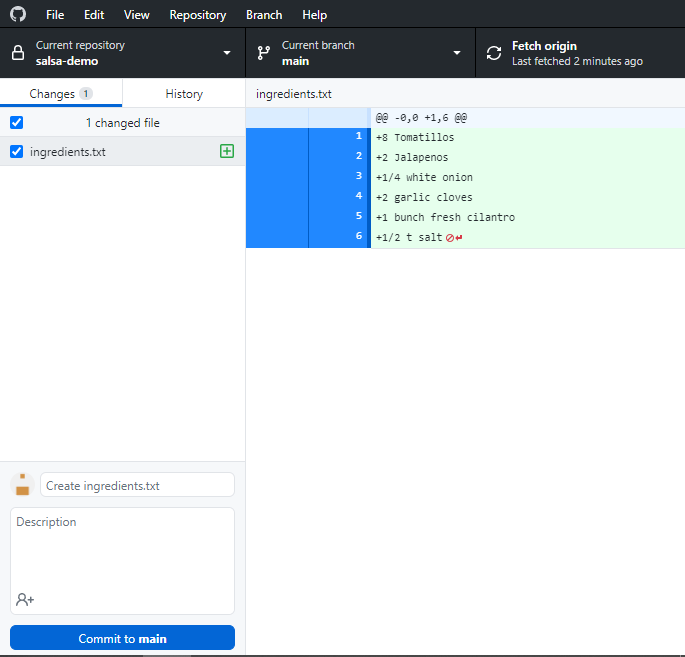 File Edit View Repository Branch Help
Current repository
salsa-demo
Current branch
main
Fetch origin
Last fetched 2 minutes ago
Changes 1
History
1 changed file
ingredients.txt
ingredients.txt
@@ -0,0 +1,6 @@
1 +8 Tomatillos
2 +2 Jalapenos
3 +1/4 white onion
4 +2 garlic cloves
5 +1 bunch fresh cilantro
6 +1/2 t salt
Create ingredients.txt
Description
Commit to main